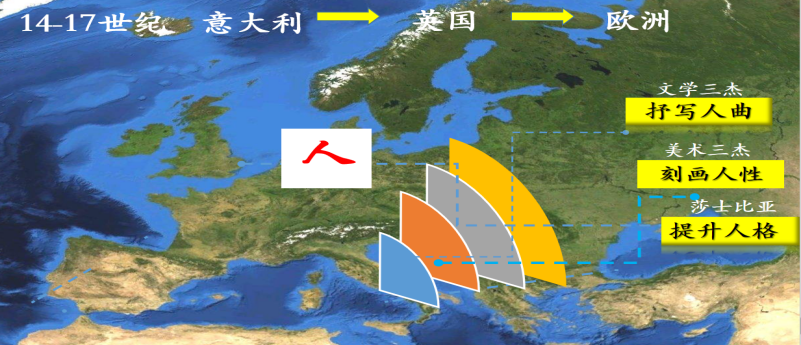 14-17世纪 意大利 英国 欧洲
文学三杰
抒写人曲
人
美术三杰
刻画人性
莎士比亚
提升人格